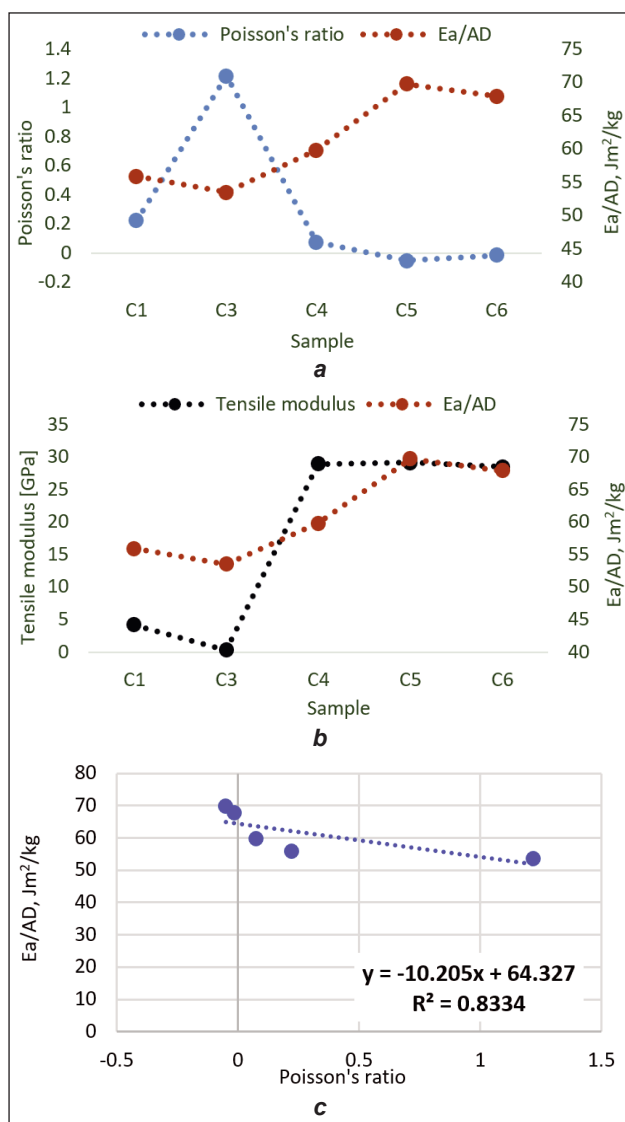 Poisson's ratio Ea/AD
1.4 75
1.2 70
1 65
0.8 60
0.6 55
0.4 50
0.2 45
0
-0.2 40
Poisson's ratio
Ea/AD, Jm²/kg
C1 C3 C4 C5 C6
Sample
a
Tensile modulus Ea/AD
35 75
30 70
25 65
20 60
15 55
10 50
5 45
0 40
Tensile modulus [GPa]
Ea/AD, Jm²/kg
C1 C3 C4 C5 C6
Sample
b
80
70
60
50
40
30
20
10
0
Ea/AD, Jm²/kg
y = -10.205x + 64.327
R² = 0.8334
-0.5 0 0.5 1 1.5
Poisson's ratio
c